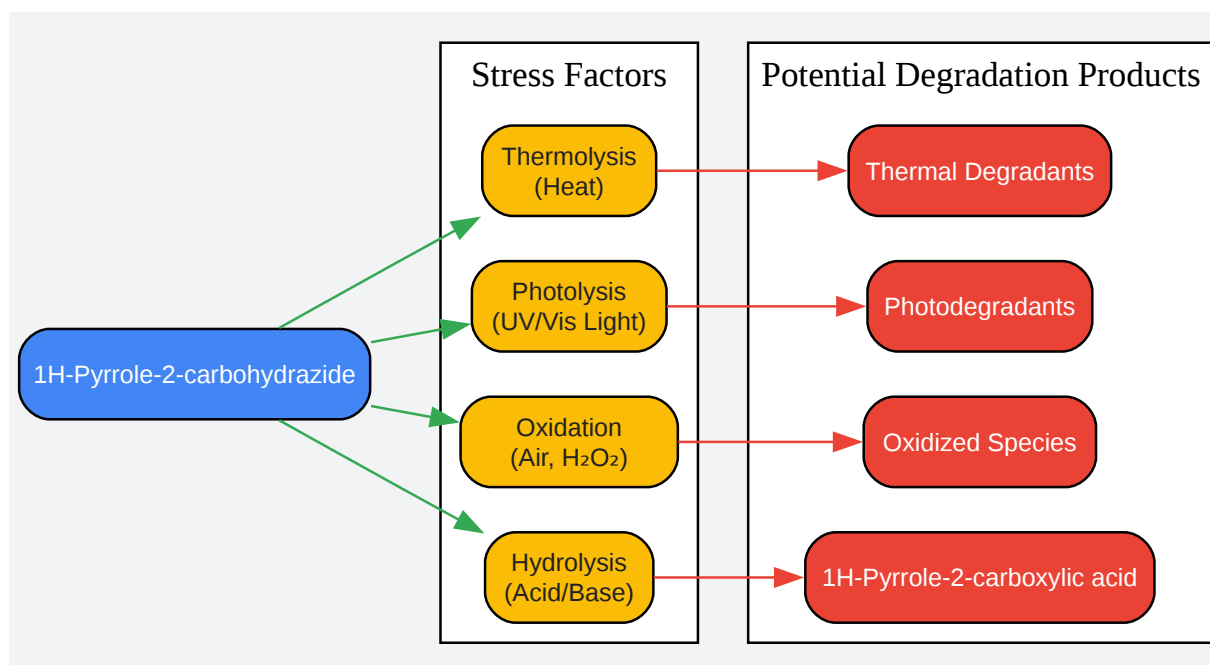 Stress Factors
Potential Degradation Products
Thermolysis
(Heat)
Thermal Degradants
Photolysis
(UV/Vis Light)
Photodegradants
1H-Pyrrole-2-carbohydrazide
Oxidation
(Air, H₂O₂)
Oxidized Species
Hydrolysis
(Acid/Base)
1H-Pyrrole-2-carboxylic acid